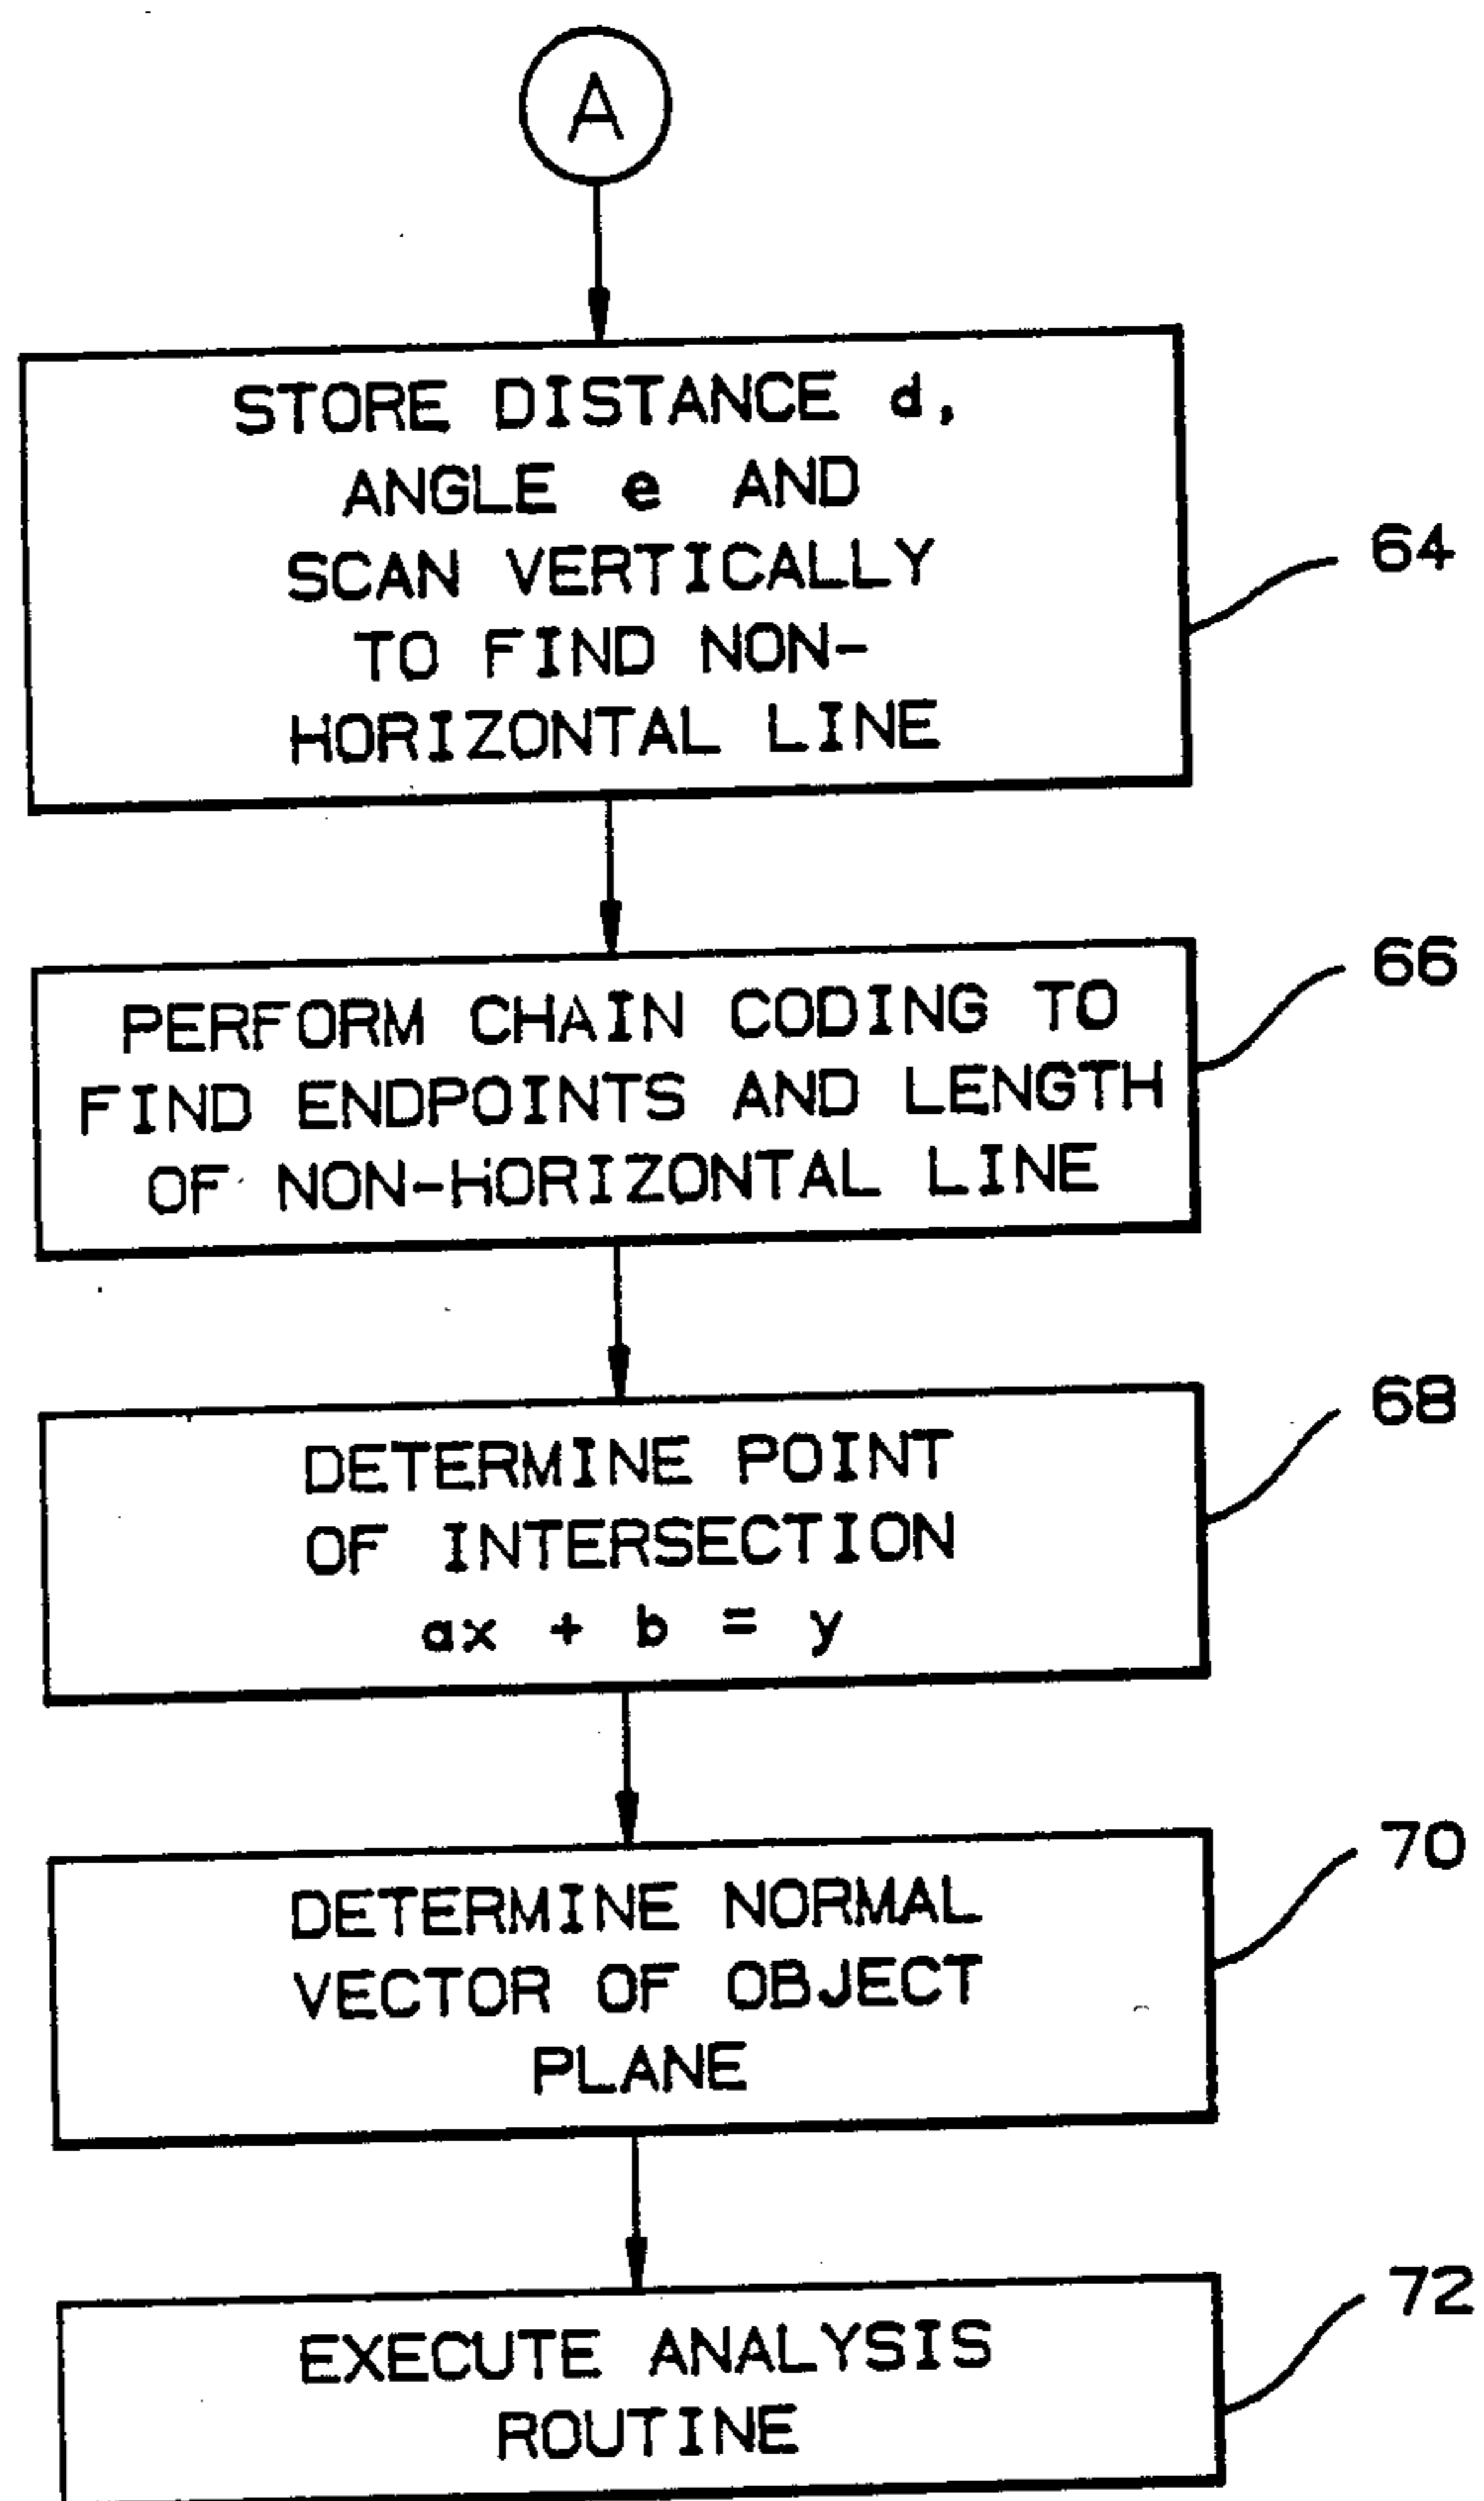 A
STORE DISTANCE d,
ANGLE e AND
SCAN VERTICALLY
TO FIND NON-
HORIZONTAL LINE
64
PERFORM CHAIN CODING TO
FIND ENDPOINTS AND LENGTH
OF NON-HORIZONTAL LINE
66
DETERMINE POINT
OF INTERSECTION
ax + b = y
68
DETERMINE NORMAL
VECTOR OF OBJECT
PLANE
70
EXECUTE ANALYSIS
ROUTINE
72